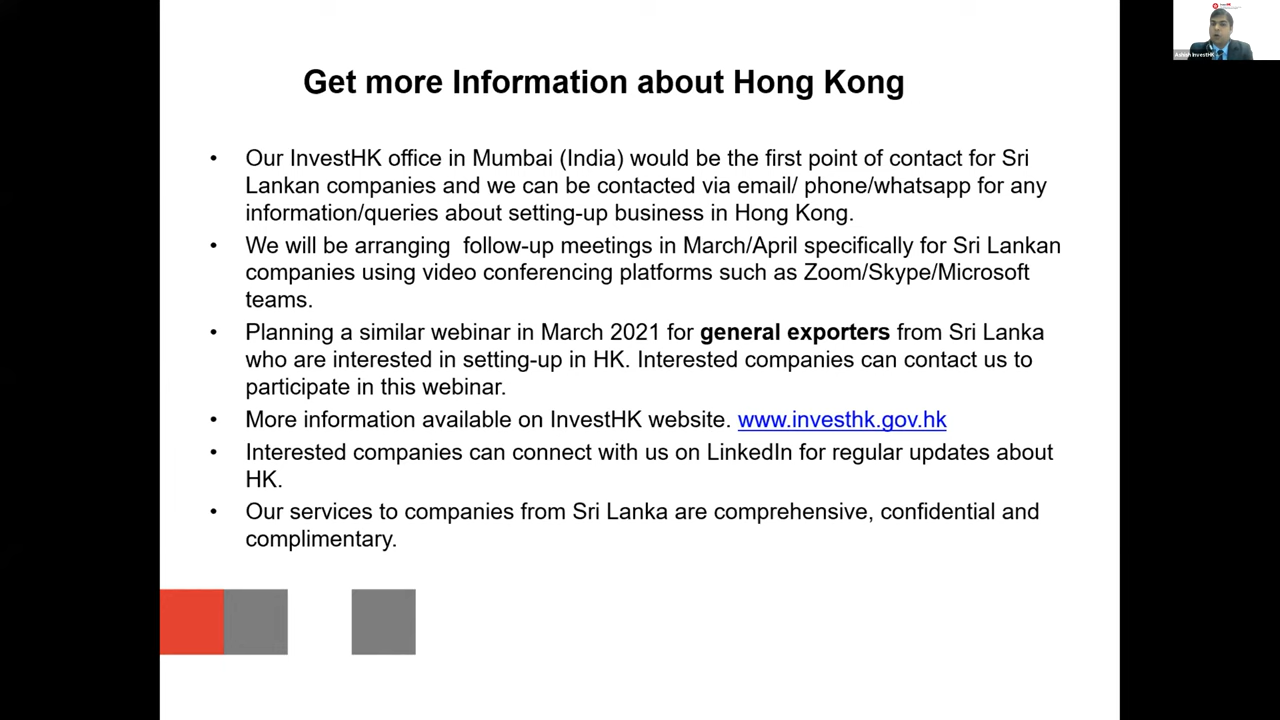 Get more Information about Hong Kong
• Our InvestHK office in Mumbai (India) would be the first point of contact for Sri
Lankan companies and we can be contacted via email/ phone/whatsapp for any
information/queries about setting-up business in Hong Kong.
• We will be arranging  follow-up meetings in March/April specifically for Sri Lankan
companies using video conferencing platforms such as Zoom/Skype/Microsoft
teams.
• Planning a similar webinar in March 2021 for general exporters from Sri Lanka
who are interested in setting-up in HK. Interested companies can contact us to
participate in this webinar.
• More information available on InvestHK website. www.investhk.gov.hk
• Interested companies can connect with us on LinkedIn for regular updates about
HK.
• Our services to companies from Sri Lanka are comprehensive, confidential and
complimentary.
Ashish InvestHK